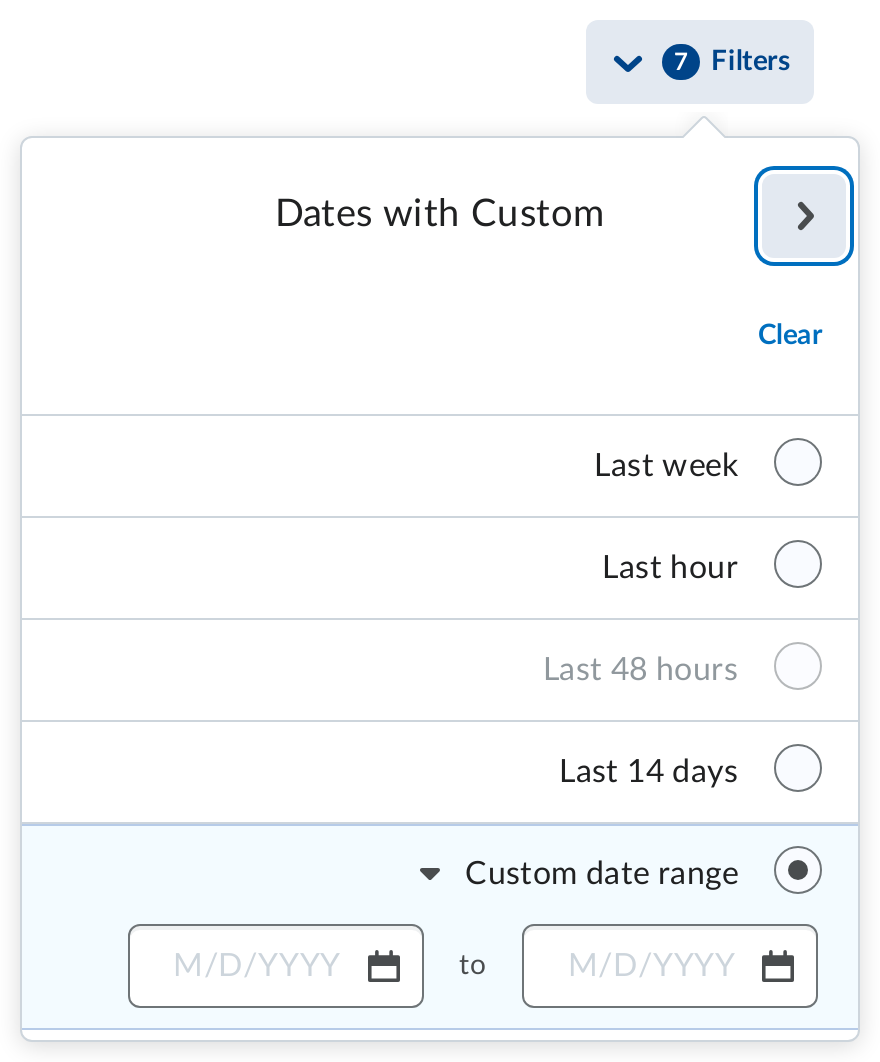 7 Filters
Dates with Custom
Clear
Last week
Last hour
Last 48 hours
Last 14 days
Custom date range
M/D/YYYY to M/D/YYYY